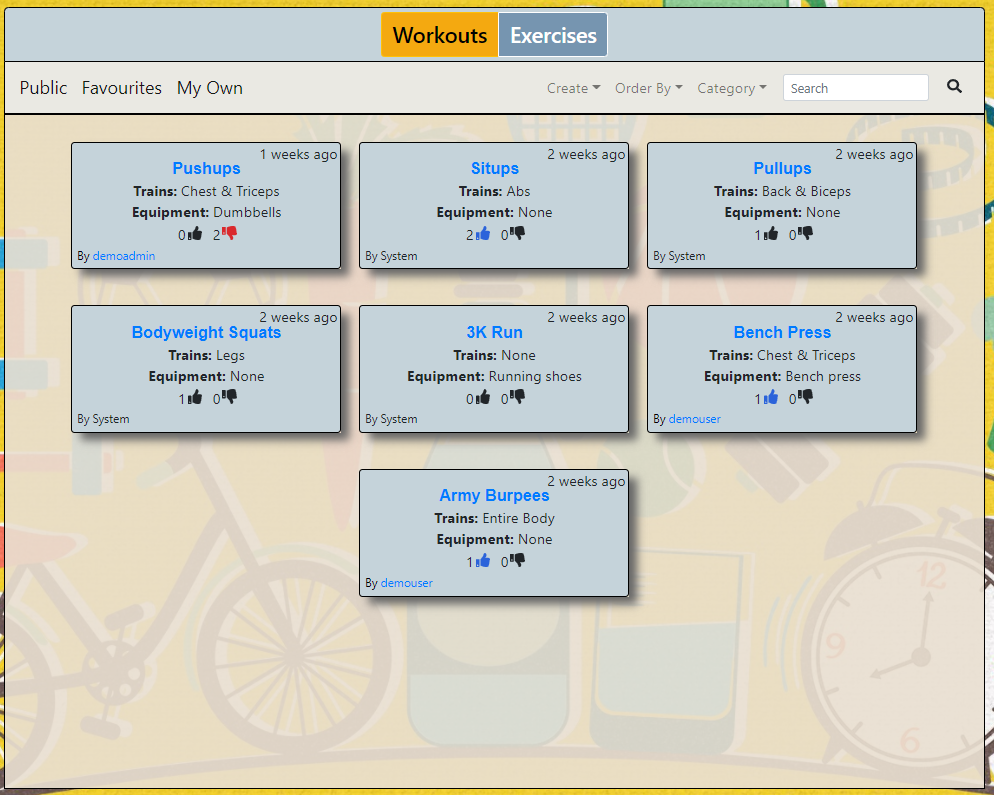 Workouts Exercises
Public Favourites My Own Create Order By Category Search
1 weeks ago
Pushups
Trains: Chest & Triceps
Equipment: Dumbbells
0 2
By demoadmin
2 weeks ago
Situps
Trains: Abs
Equipment: None
2 0
By System
2 weeks ago
Pullups
Trains: Back & Biceps
Equipment: None
1 0
By System
2 weeks ago
Bodyweight Squats
Trains: Legs
Equipment: None
1 0
By System
2 weeks ago
3K Run
Trains: None
Equipment: Running shoes
0 0
By System
2 weeks ago
Bench Press
Trains: Chest & Triceps
Equipment: Bench press
1 0
By demouser
2 weeks ago
Army Burpees
Trains: Entire Body
Equipment: None
1 0
By demouser
12
9
6